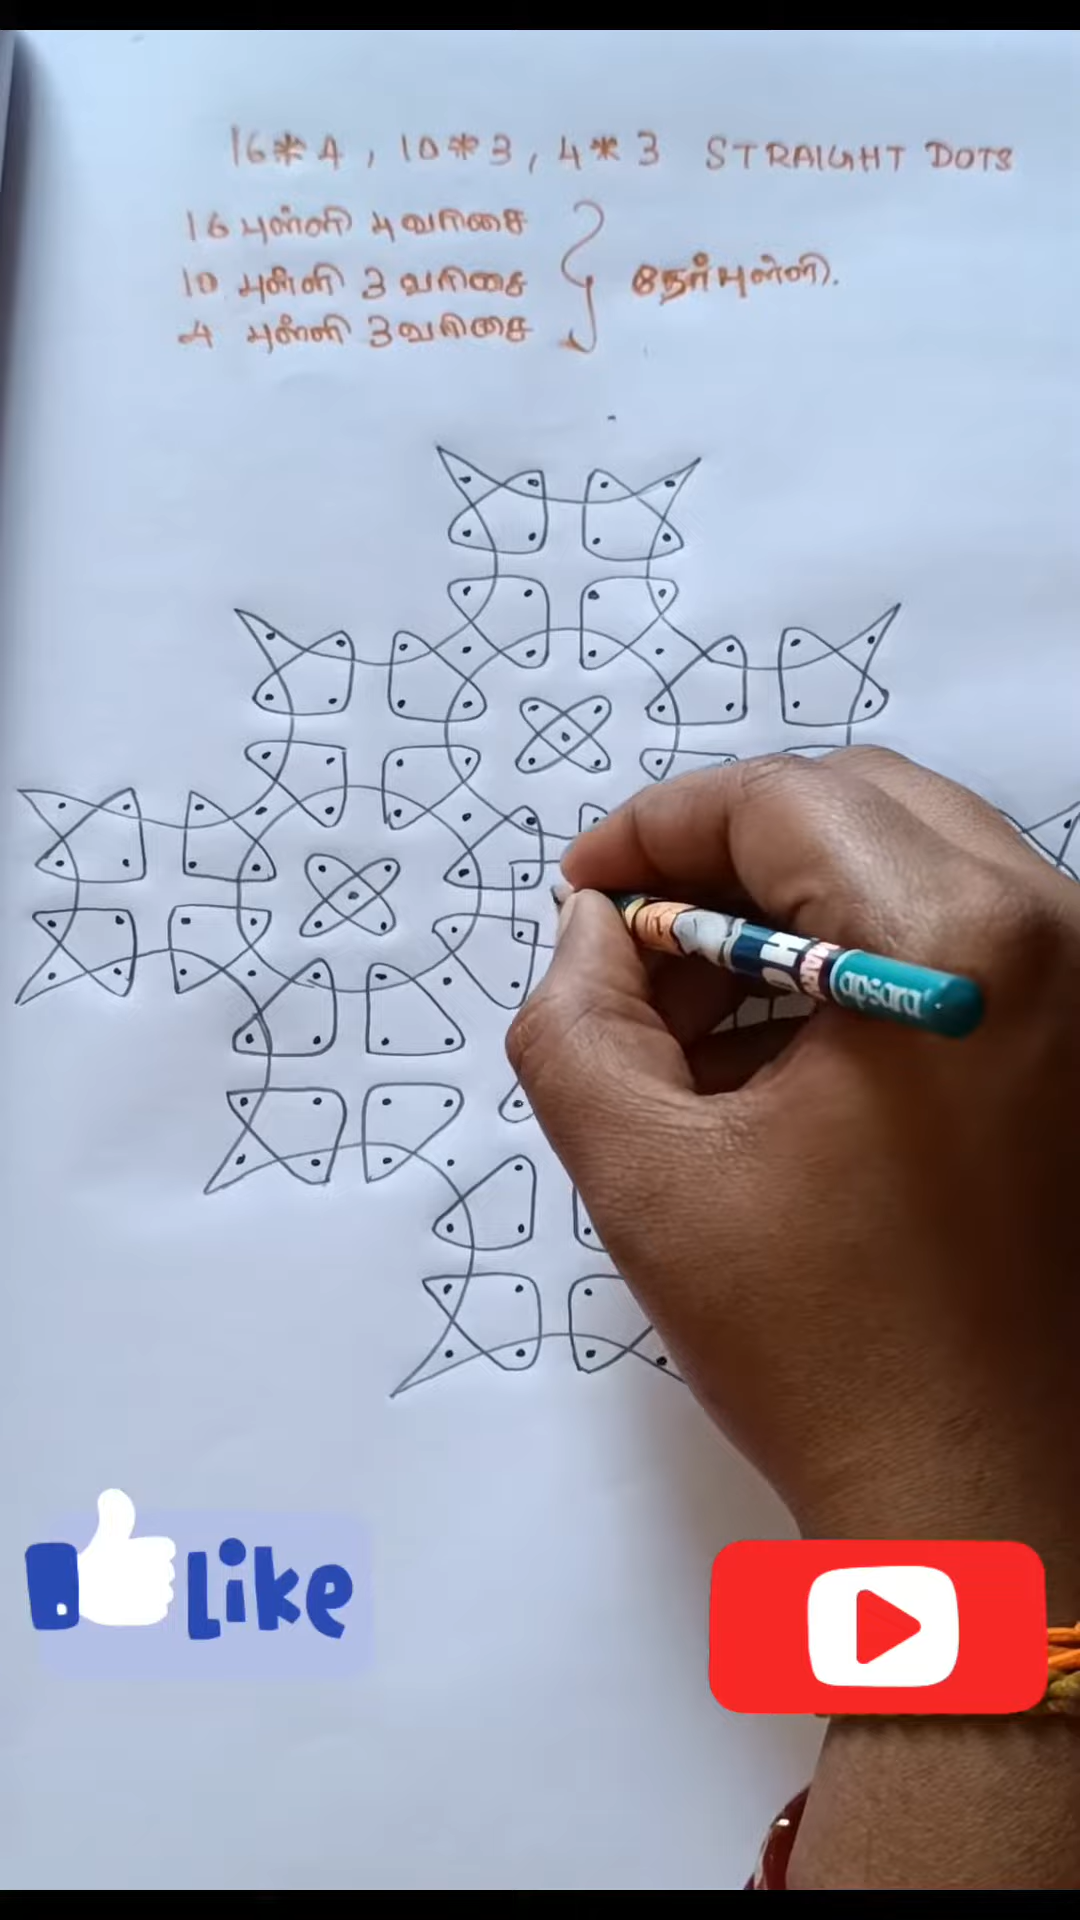 16*4, 10*3, 4*3 STRAIGHT DOTS
16 புள்ளி 4 வரிசை
10 புள்ளி 3 வரிசை
4 புள்ளி 3 வரிசை
நேர்புள்ளி.
apsara
Like